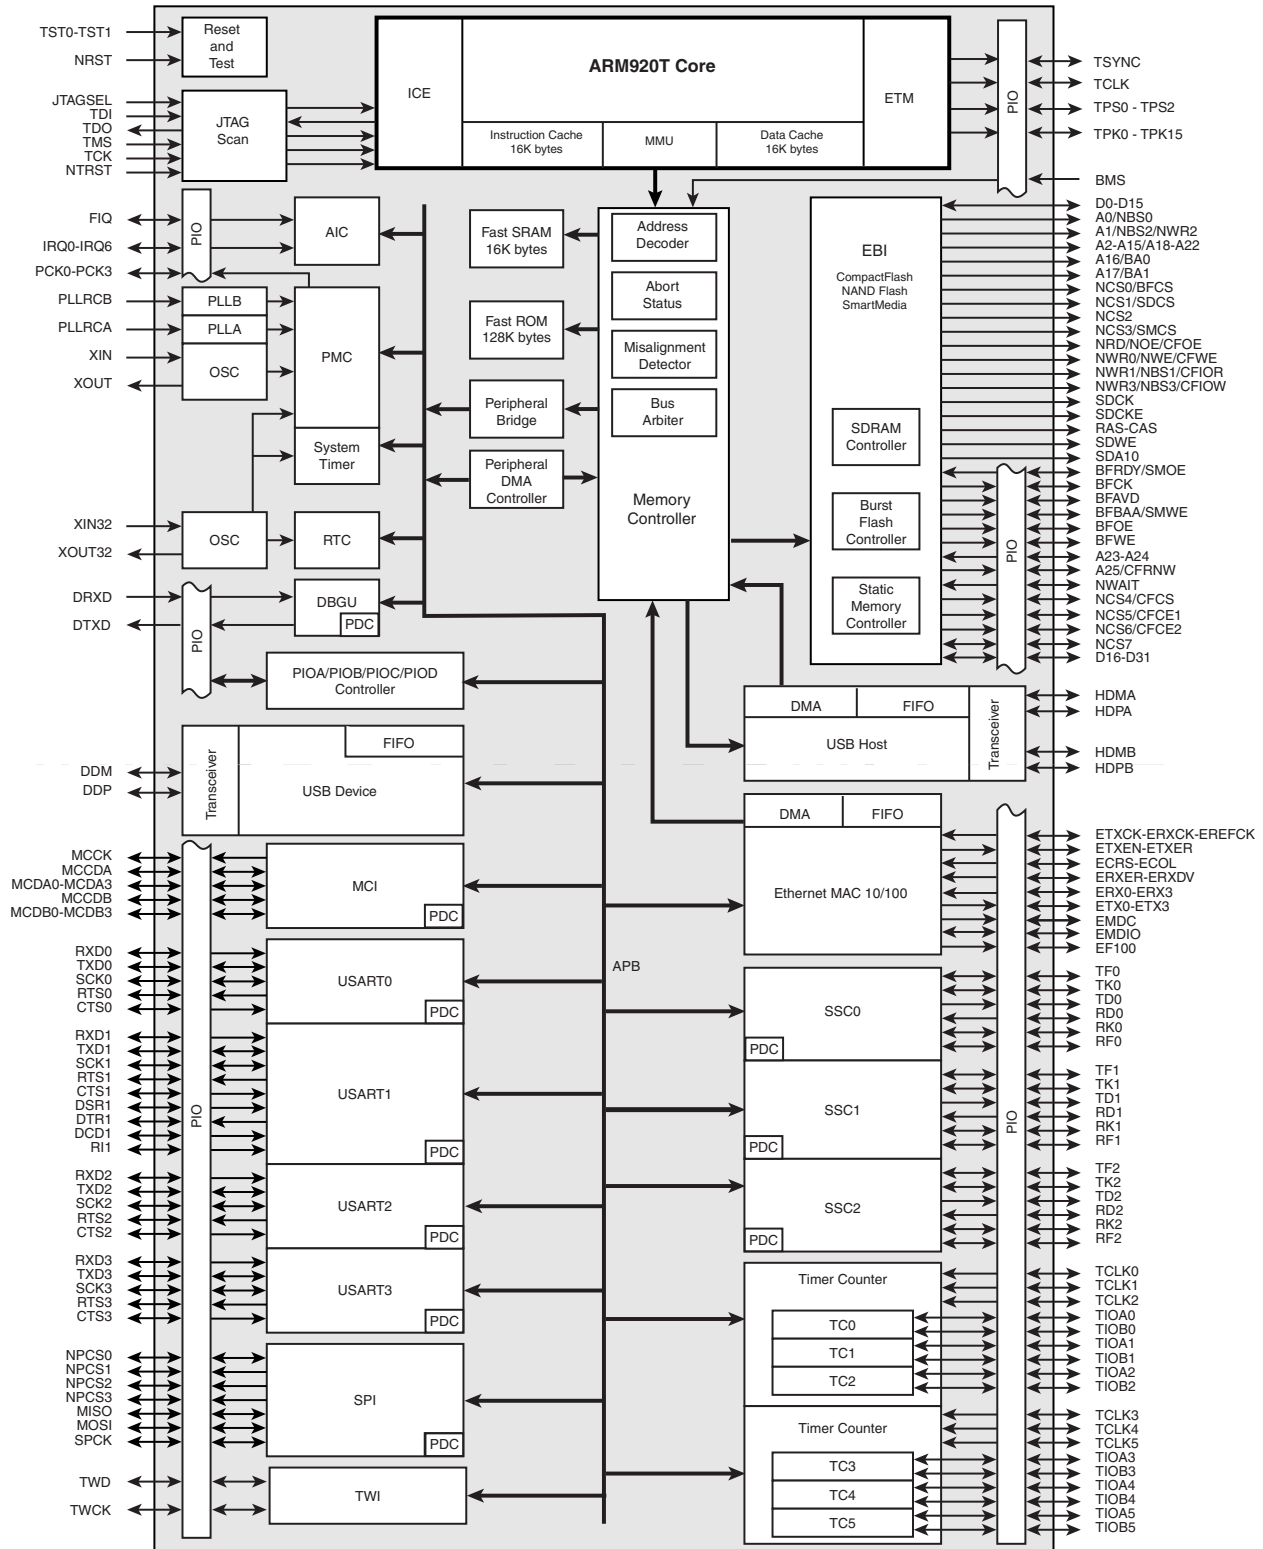 TST0-TST1
NRST
JTAGSEL
TDI
TDO
TMS
TCK
NTRST
FIQ
IRQ0-IRQ6
PCK0-PCK3
PLLRCB
PLLRCA
XIN
XOUT
XIN32
XOUT32
DRXD
DTXD
DDM
DDP
MCCK
MCCDA
MCDA0-MCDA3
MCCDB
MCDB0-MCDB3
RXD0
TXD0
SCK0
RTS0
CTS0
RXD1
TXD1
SCK1
RTS1
CTS1
DSR1
DTR1
DCD1
RI1
RXD2
TXD2
SCK2
RTS2
CTS2
RXD3
TXD3
SCK3
RTS3
CTS3
NPCS0
NPCS1
NPCS2
NPCS3
MISO
MOSI
SPCK
TWD
TWCK
Reset
and
Test
JTAG
Scan
PIO
AIC
PLLB
PLLA
OSC
PMC
System
Timer
OSC
RTC
PIO
DBGU
PDC
PIOA/PIOB/PIOC/PIOD
Controller
Transceiver
FIFO
USB Device
PIO
MCI
PDC
USART0
PDC
USART1
PDC
USART2
PDC
USART3
PDC
SPI
PDC
TWI
ICE
ARM920T Core
ETM
Instruction Cache
16K bytes
MMU
Data Cache
16K bytes
Fast SRAM
16K bytes
Fast ROM
128K bytes
Peripheral
Bridge
Peripheral
DMA
Controller
Address
Decoder
Abort
Status
Misalignment
Detector
Bus
Arbiter
Memory
Controller
APB
EBI
CompactFlash
NAND Flash
SmartMedia
SDRAM
Controller
Burst
Flash
Controller
Static
Memory
Controller
PIO
PIO
DMA
FIFO
USB Host
Transceiver
DMA
FIFO
Ethernet MAC 10/100
SSC0
PDC
SSC1
PDC
SSC2
PDC
Timer Counter
TC0
TC1
TC2
Timer Counter
TC3
TC4
TC5
PIO
TSYNC
TCLK
TPS0 - TPS2
TPK0 - TPK15
BMS
D0-D15
A0/NBS0
A1/NBS2/NWR2
A2-A15/A18-A22
A16/BA0
A17/BA1
NCS0/BFCS
NCS1/SDCS
NCS2
NCS3/SMCS
NRD/NOE/CFOE
NWR0/NWE/CFWE
NWR1/NBS1/CFIOR
NWR3/NBS3/CFIOW
SDCK
SDCKE
RAS-CAS
SDWE
SDA10
BFRDY/SMOE
BFCK
BFAVD
BFBAA/SMWE
BFOE
BFWE
A23-A24
A25/CFRNW
NWAIT
NCS4/CFCS
NCS5/CFCE1
NCS6/CFCE2
NCS7
D16-D31
HDMA
HDPA
HDMB
HDPB
ETXCK-ERXCK-EREFCK
ETXEN-ETXER
ECRS-ECOL
ERXER-ERXDV
ERX0-ERX3
ETX0-ETX3
EMDC
EMDIO
EF100
TF0
TK0
TD0
RD0
RK0
RF0
TF1
TK1
TD1
RD1
RK1
RF1
TF2
TK2
TD2
RD2
RK2
RF2
TCLK0
TCLK1
TCLK2
TIOA0
TIOB0
TIOA1
TIOB1
TIOA2
TIOB2
TCLK3
TCLK4
TCLK5
TIOA3
TIOB3
TIOA4
TIOB4
TIOA5
TIOB5